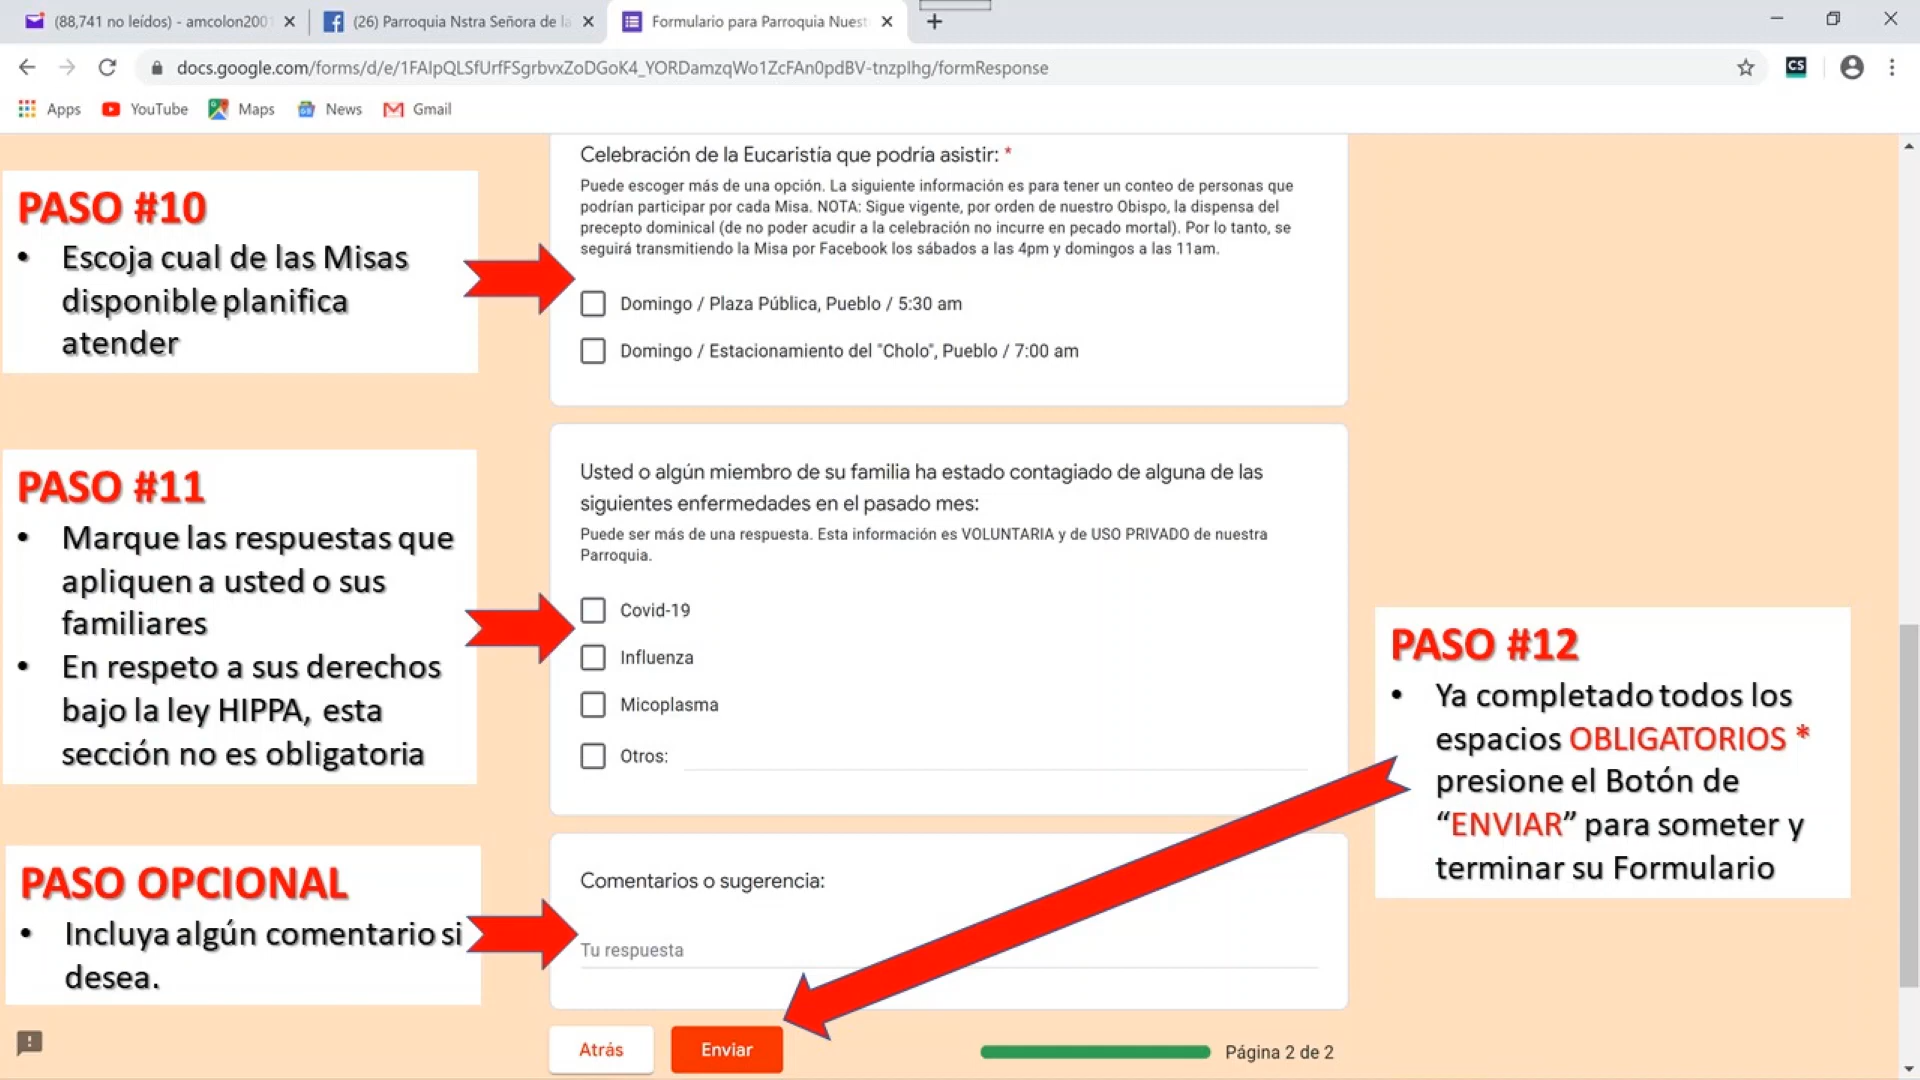 (88,741 no leídos) - amcolon2001
(26) Parroquia Nstra Señora de la
Formulario para Parroquia Nuest
docs.google.com/forms/d/e/1FAIpQLSfUrfFSgrbvxZoDGoK4_YORDamzqWo1ZcFAn0pdBV-tnzpIhg/formResponse
CS
Apps
YouTube
Maps
News
Gmail
PASO #10
• Escoja cual de las Misas
disponible planifica
atender
Celebración de la Eucaristía que podría asistir: *
Puede escoger más de una opción. La siguiente información es para tener un conteo de personas que
podrían participar por cada Misa. NOTA: Sigue vigente, por orden de nuestro Obispo, la dispensa del
precepto dominical (de no poder acudir a la celebración no incurre en pecado mortal). Por lo tanto, se
seguirá transmitiendo la Misa por Facebook los sábados a las 4pm y domingos a las 11am.
Domingo / Plaza Pública, Pueblo / 5:30 am
Domingo / Estacionamiento del "Cholo", Pueblo / 7:00 am
PASO #11
• Marque las respuestas que
apliquen a usted o sus
familiares
• En respeto a sus derechos
bajo la ley HIPPA, esta
sección no es obligatoria
Usted o algún miembro de su familia ha estado contagiado de alguna de las
siguientes enfermedades en el pasado mes:
Puede ser más de una respuesta. Esta información es VOLUNTARIA y de USO PRIVADO de nuestra
Parroquia.
Covid-19
Influenza
Micoplasma
Otros:
PASO #12
• Ya completado todos los
espacios OBLIGATORIOS *
presione el Botón de
“ENVIAR” para someter y
terminar su Formulario
PASO OPCIONAL
• Incluya algún comentario si
desea.
Comentarios o sugerencia:
Tu respuesta
Atrás
Enviar
Página 2 de 2